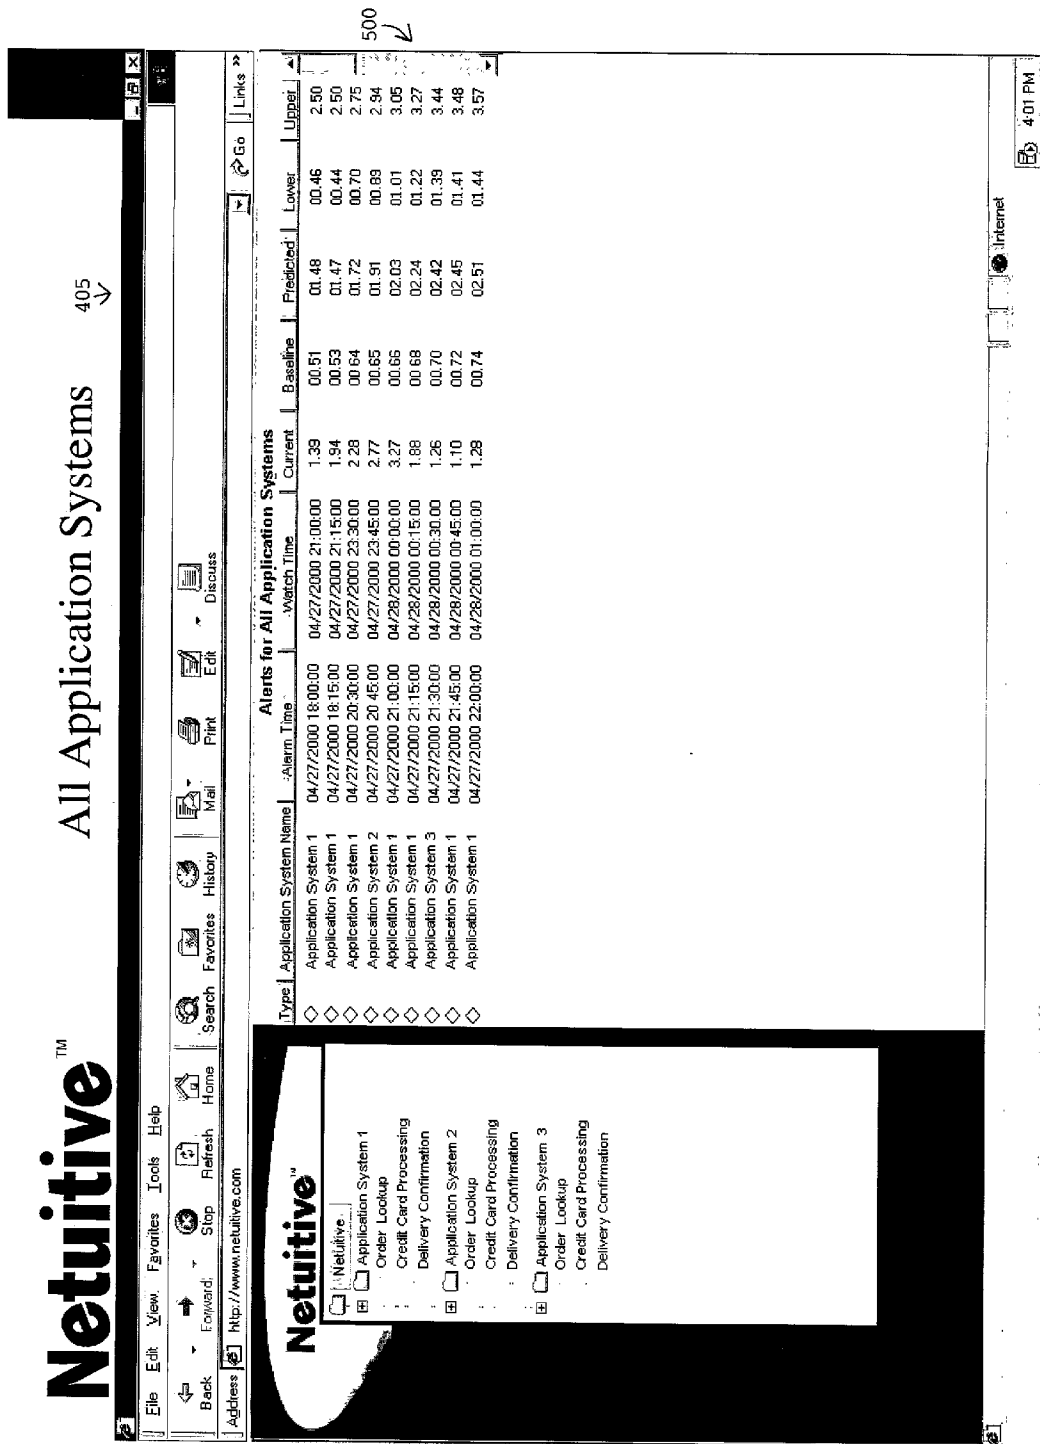 Netuitive™
All Application Systems
405
500
File Edit View Favorites Tools Help
Back Forward Stop Refresh Home Search Favorites History Mail Print Edit Discuss
Address http://www.netuitive.com Go Links »
Netuitive™
Netuitive
Application System 1
Order Lookup
Credit Card Processing
Delivery Confirmation
Application System 2
Order Lookup
Credit Card Processing
Delivery Confirmation
Application System 3
Order Lookup
Credit Card Processing
Delivery Confirmation
Alerts for All Application Systems
Type Application System Name Alarm Time Watch Time Current Baseline Predicted Lower Upper
Application System 1 04/27/2000 18:00:00 04/27/2000 21:00:00 1.39 00.51 01.48 00.46 2.50
Application System 1 04/27/2000 18:15:00 04/27/2000 21:15:00 1.94 00.53 01.47 00.44 2.50
Application System 1 04/27/2000 20:30:00 04/27/2000 23:30:00 2.28 00.64 01.72 00.70 2.75
Application System 2 04/27/2000 20:45:00 04/27/2000 23:45:00 2.77 00.65 01.91 00.89 2.94
Application System 1 04/27/2000 21:00:00 04/28/2000 00:00:00 3.27 00.66 02.03 01.01 3.05
Application System 1 04/27/2000 21:15:00 04/28/2000 00:15:00 1.88 00.68 02.24 01.22 3.27
Application System 3 04/27/2000 21:30:00 04/28/2000 00:30:00 1.26 00.70 02.42 01.39 3.44
Application System 1 04/27/2000 21:45:00 04/28/2000 00:45:00 1.10 00.72 02.45 01.41 3.48
Application System 1 04/27/2000 22:00:00 04/28/2000 01:00:00 1.28 00.74 02.51 01.44 3.57
Internet
4:01 PM